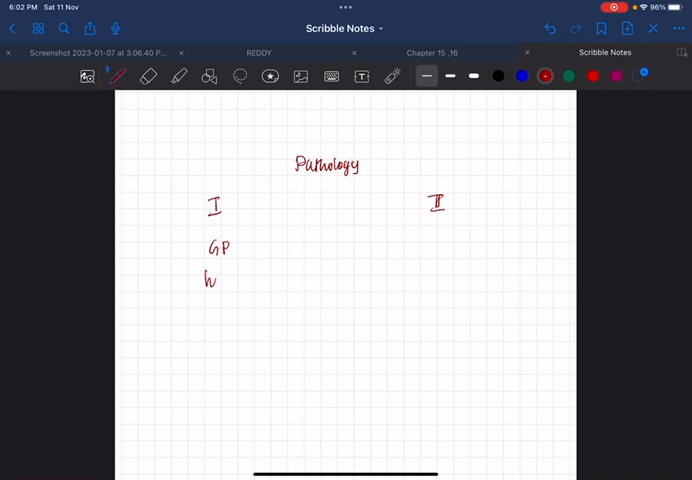 6:02 PM Sat 11 Nov
96%
Scribble Notes
Screenshot 2023-01-07 at 3.06.40 P...
REDDY
Chapter 15 ,16
Scribble Notes
T
Pathology
I II
GP
h